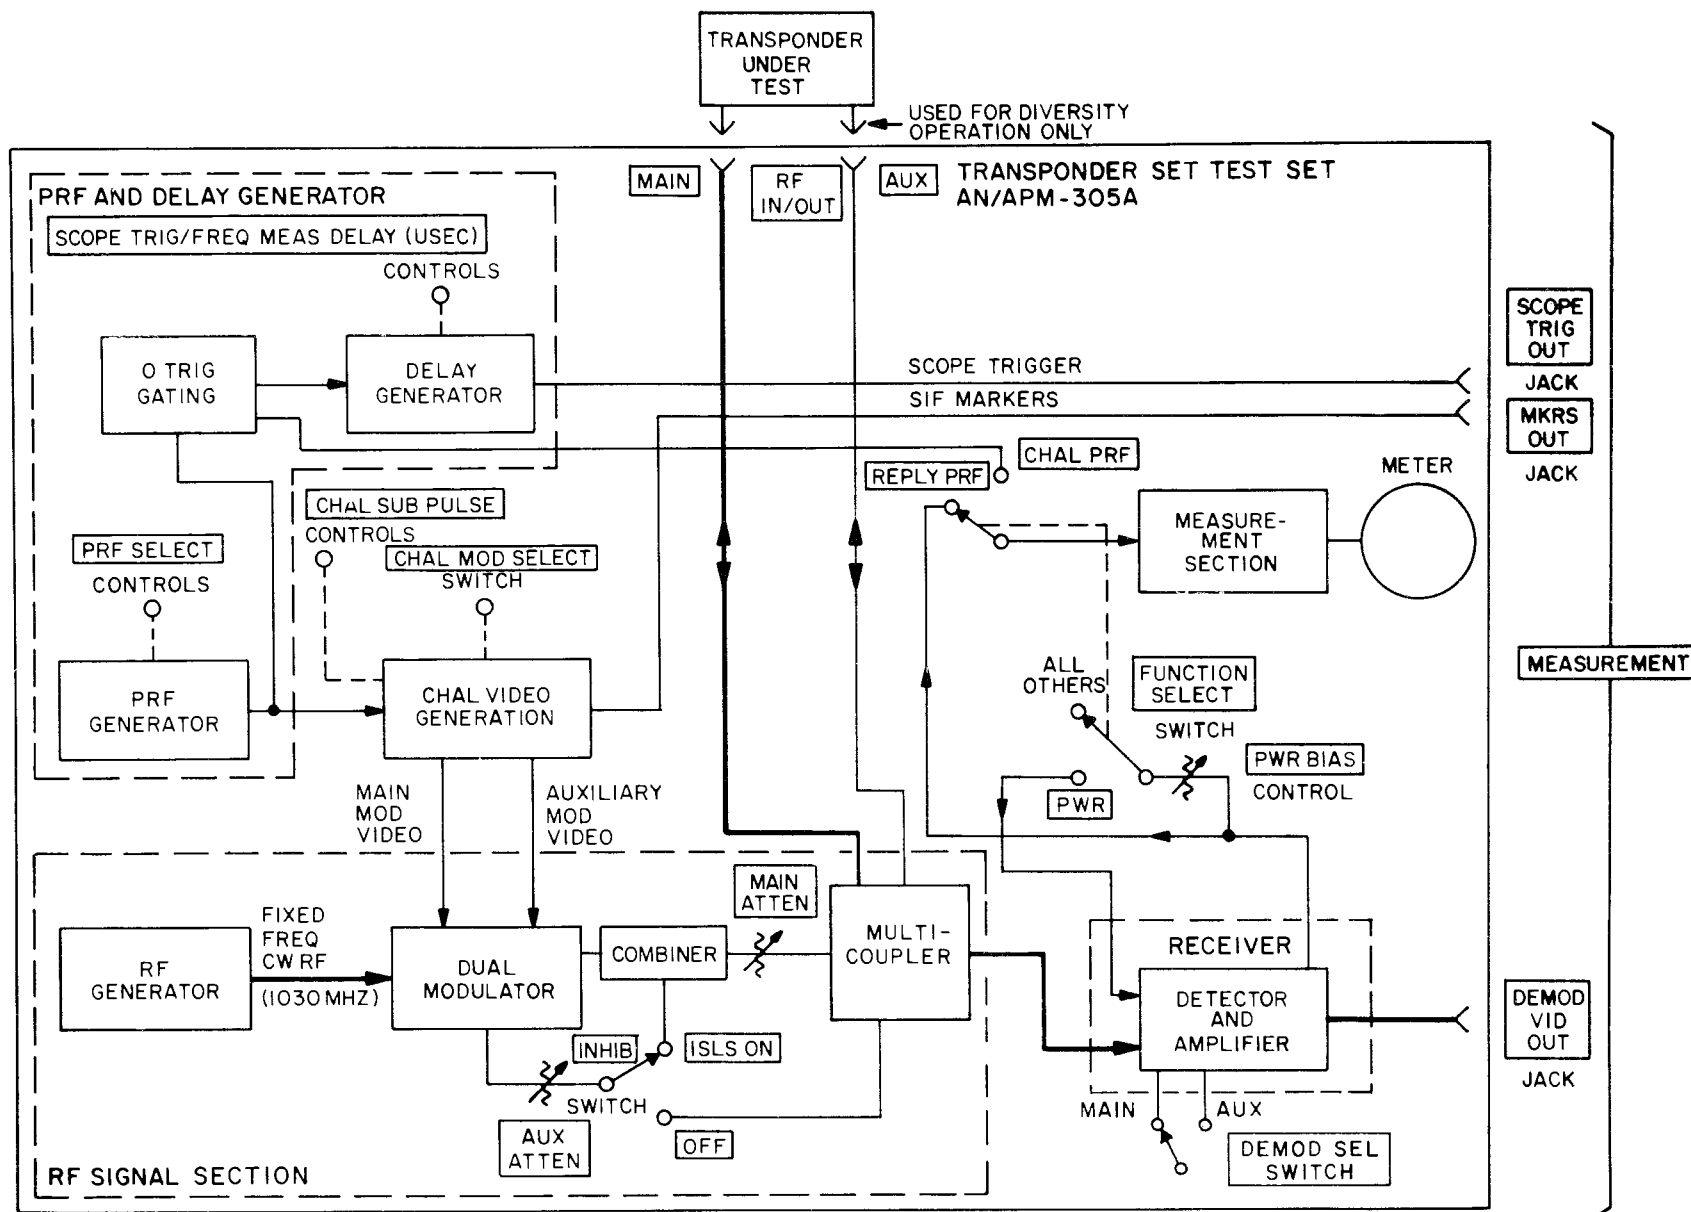 TRANSPONDER
UNDER
TEST
USED FOR DIVERSITY
OPERATION ONLY
MAIN
RF
IN/OUT
AUX
TRANSPONDER SET TEST SET
AN/APM-305A
PRF AND DELAY GENERATOR
SCOPE TRIG/FREQ MEAS DELAY (USEC)
CONTROLS
O TRIG
GATING
DELAY
GENERATOR
SCOPE TRIGGER
SIF MARKERS
SCOPE
TRIG
OUT
JACK
MKRS
OUT
JACK
CHAL PRF
REPLY PRF
METER
MEASURE-
MENT
SECTION
CHAL SUB PULSE
CONTROLS
PRF SELECT
CONTROLS
CHAL MOD SELECT
SWITCH
PRF
GENERATOR
CHAL VIDEO
GENERATION
ALL
OTHERS
FUNCTION
SELECT
SWITCH
MEASUREMENT
PWR
PWR BIAS
CONTROL
MAIN
MOD
VIDEO
AUXILIARY
MOD
VIDEO
MAIN
ATTEN
RF
GENERATOR
FIXED
FREQ
CW RF
(1030 MHZ)
DUAL
MODULATOR
COMBINER
MULTI-
COUPLER
RECEIVER
DETECTOR
AND
AMPLIFIER
DEMOD
VID
OUT
JACK
INHIB
SWITCH
ISLS ON
AUX
ATTEN
OFF
MAIN
AUX
DEMOD SEL
SWITCH
RF SIGNAL SECTION